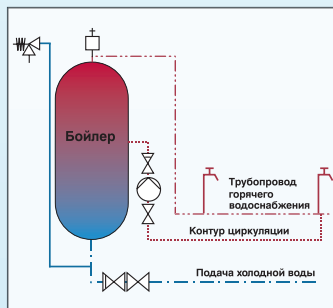 Бойлер
Трубопровод
горячего
водоснабжения
Контур циркуляции
Подача холодной воды